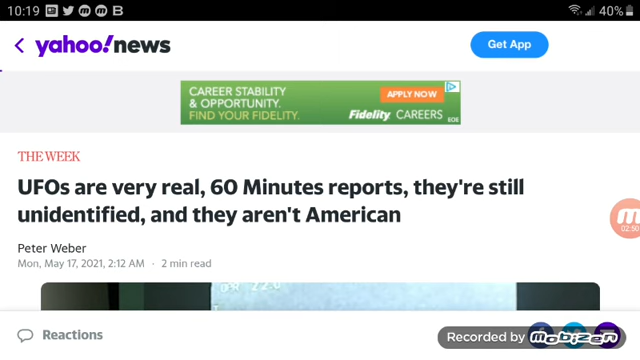 10:19
B
40%
yahoo!news
Get App
CAREER STABILITY
& OPPORTUNITY.
FIND YOUR FIDELITY.
APPLY NOW
Fidelity CAREERS
EOE
THE WEEK
UFOs are very real, 60 Minutes reports, they're still
unidentified, and they aren't American
Peter Weber
Mon, May 17, 2021, 2:12 AM · 2 min read
02:50
Reactions
Recorded by mobizen